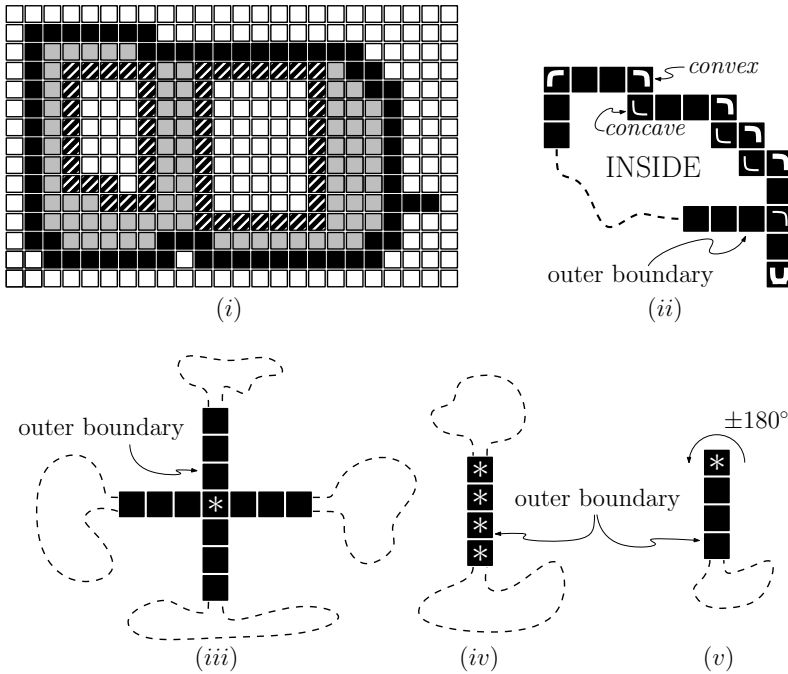 convex
concave
INSIDE
outer boundary
(i)
(ii)
outer boundary
*
*
*
*
*
outer boundary
±180°
*
(iii)
(iv)
(v)